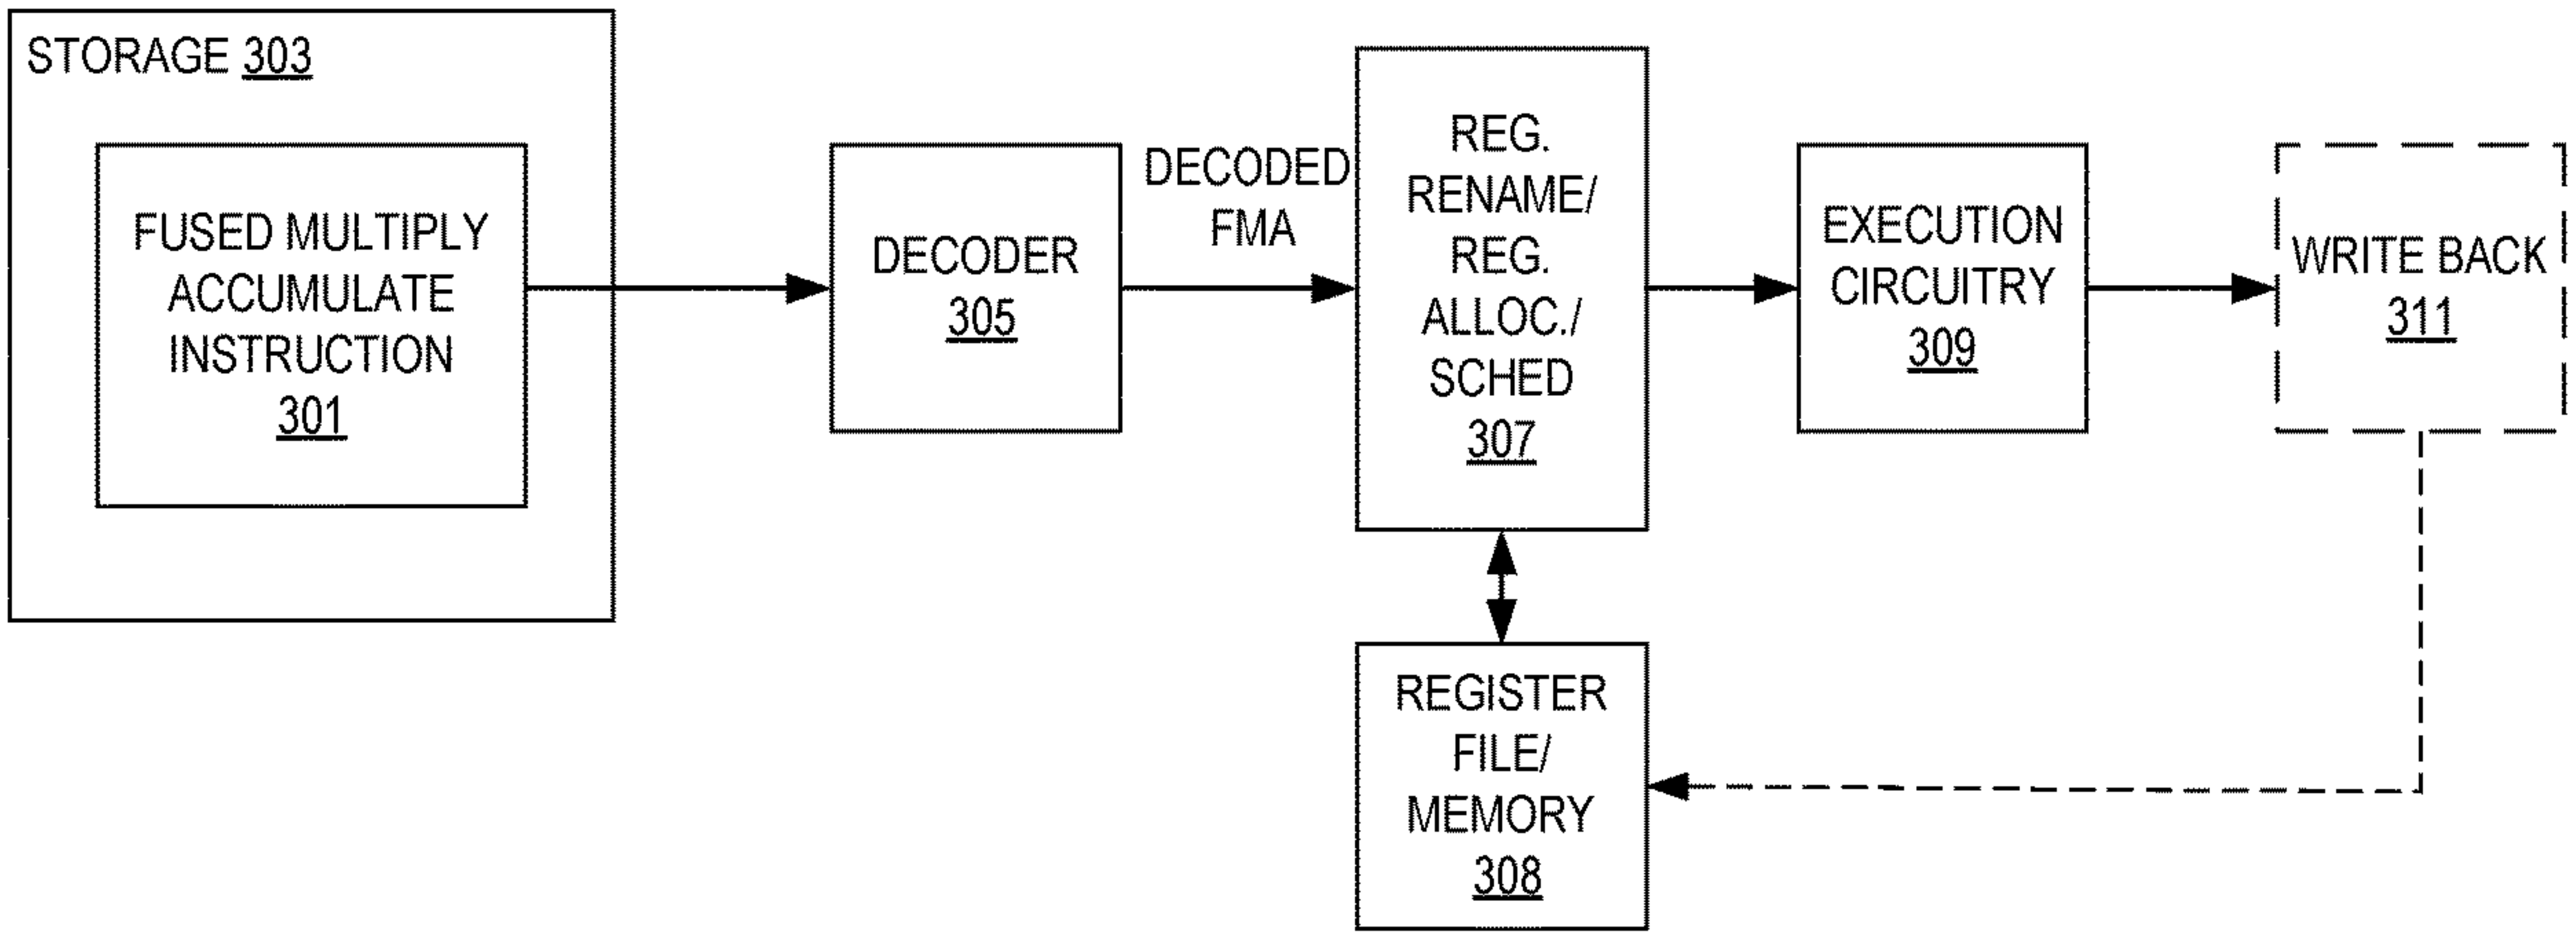 STORAGE 303
FUSED MULTIPLY
ACCUMULATE
INSTRUCTION
301
DECODER
305
DECODED
FMA
REG.
RENAME/
REG.
ALLOC./
SCHED
307
EXECUTION
CIRCUITRY
309
WRITE BACK
311
REGISTER
FILE/
MEMORY
308